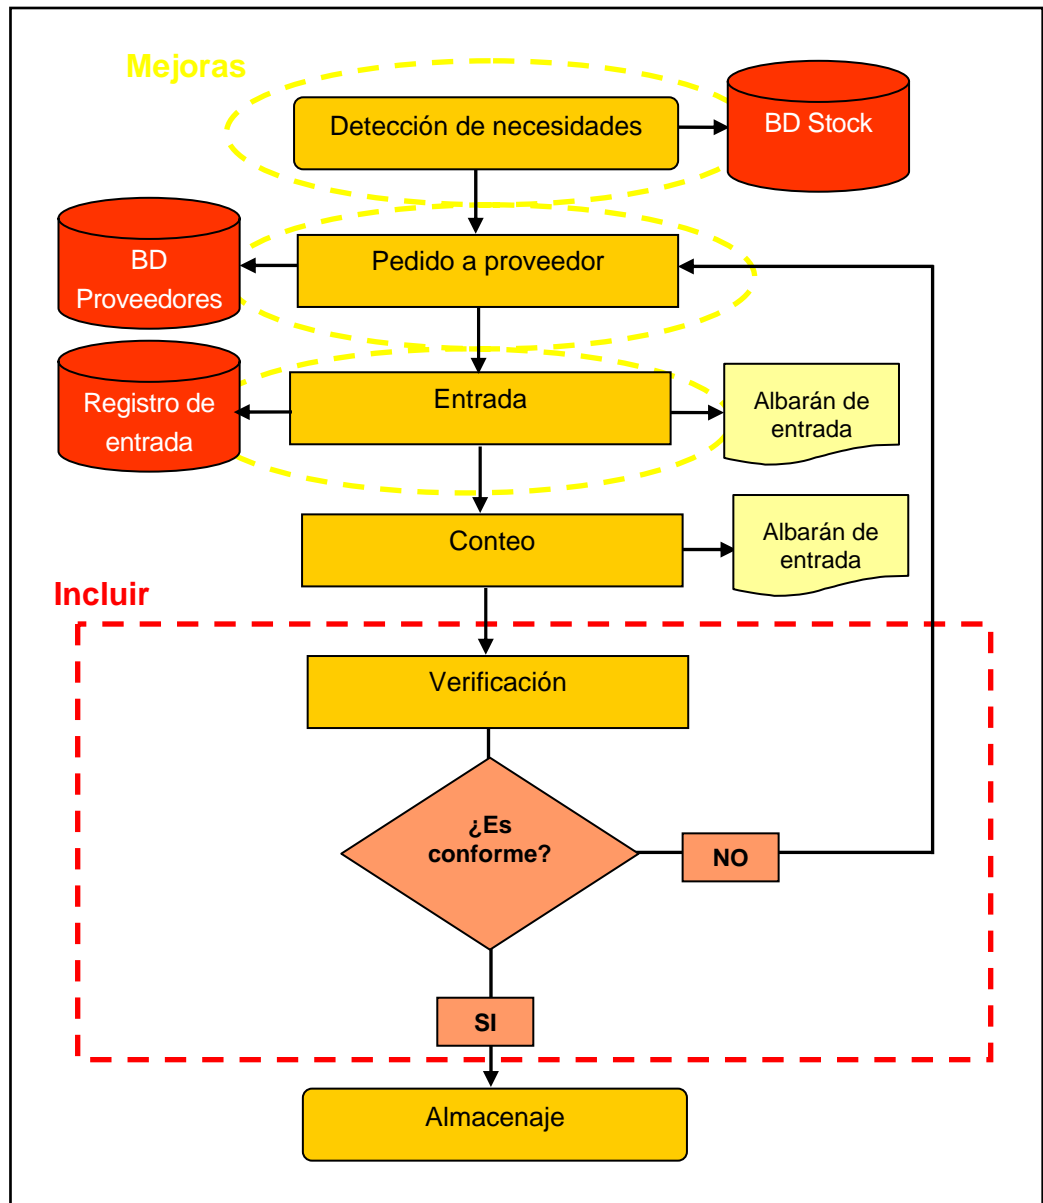 Mejoras
Detección de necesidades
BD Stock
BD
Proveedores
Pedido a proveedor
Registro de
entrada
Entrada
Albarán de
entrada
Conteo
Albarán de
entrada
Incluir
Verificación
¿Es
conforme?
NO
SI
Almacenaje